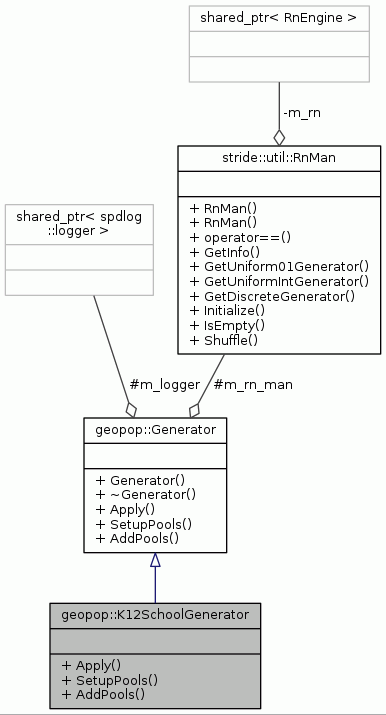 shared_ptr< RnEngine >
-m_rn
stride::util::RnMan
+ RnMan()
+ RnMan()
+ operator==()
+ GetInfo()
+ GetUniform01Generator()
+ GetUniformIntGenerator()
+ GetDiscreteGenerator()
+ Initialize()
+ IsEmpty()
+ Shuffle()
shared_ptr< spdlog
::logger >
#m_logger
#m_rn_man
geopop::Generator
+ Generator()
+ ~Generator()
+ Apply()
+ SetupPools()
+ AddPools()
geopop::K12SchoolGenerator
+ Apply()
+ SetupPools()
+ AddPools()